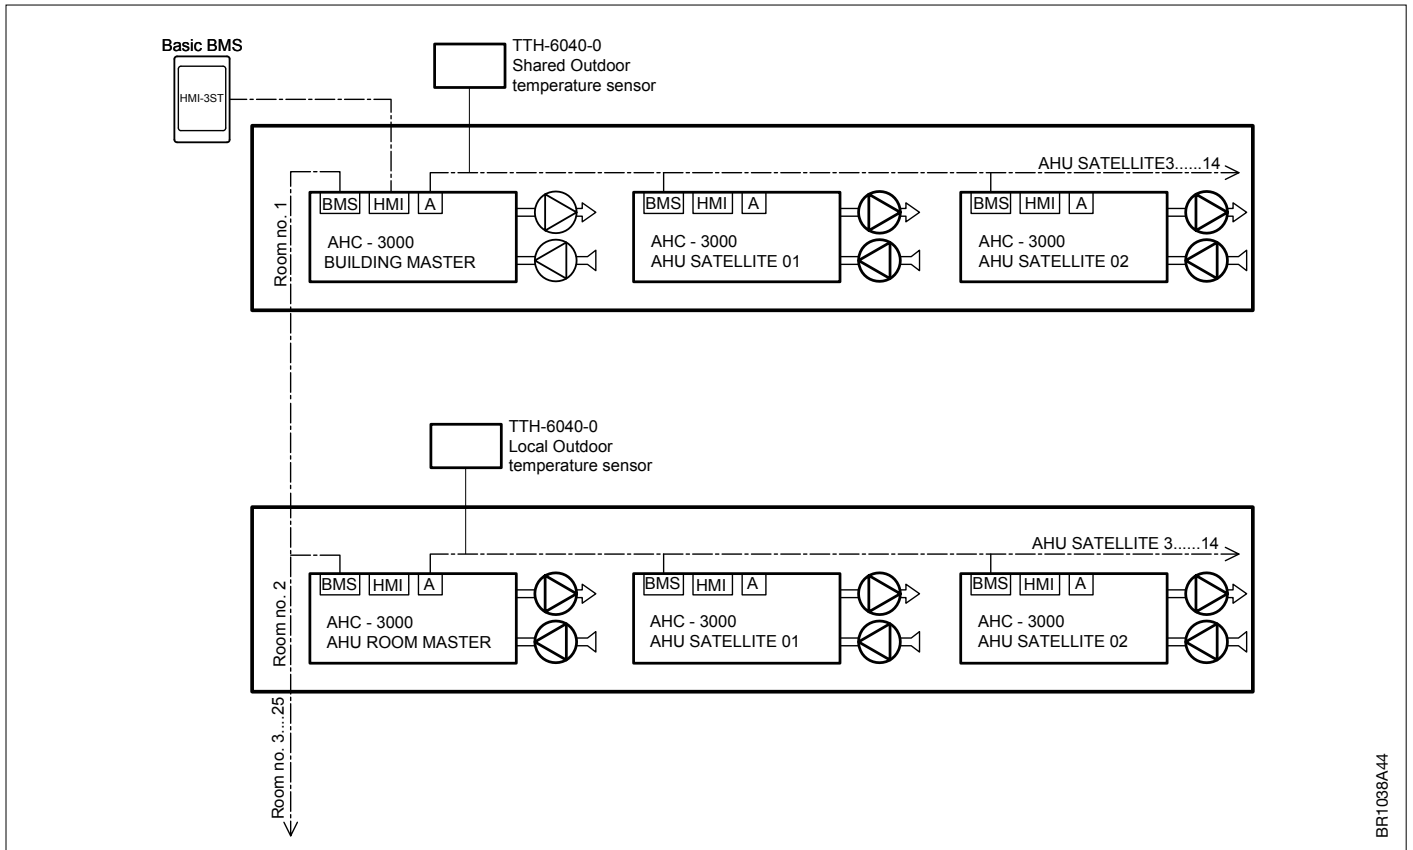 Basic BMS
HMI-3ST
TTH-6040-0
Shared Outdoor
temperature sensor
AHU SATELLITE3......14
Room no. 1
BMS HMI A
AHC - 3000
BUILDING MASTER
BMS HMI A
AHC - 3000
AHU SATELLITE 01
BMS HMI A
AHC - 3000
AHU SATELLITE 02
TTH-6040-0
Local Outdoor
temperature sensor
AHU SATELLITE 3......14
Room no. 2
BMS HMI A
AHC - 3000
AHU ROOM MASTER
BMS HMI A
AHC - 3000
AHU SATELLITE 01
BMS HMI A
AHC - 3000
AHU SATELLITE 02
Room no. 3....25
BR1038A44